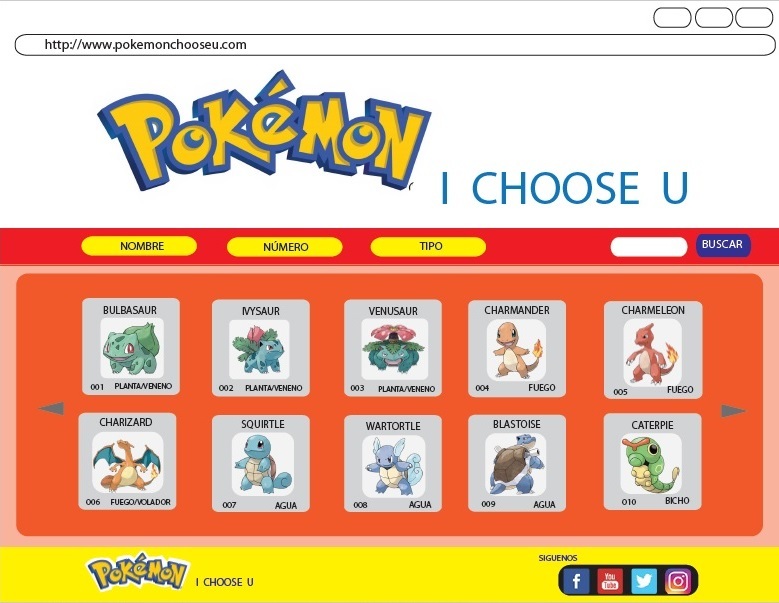 http://www.pokemonchooseu.com
POKéMON
I CHOOSE U
NOMBRE NÚMERO TIPO BUSCAR
BULBASAUR IVYSAUR VENUSAUR CHARMANDER CHARMELEON
001 PLANTA/VENENO 002 PLANTA/VENENO 003 PLANTA/VENENO 004 FUEGO 005 FUEGO
CHARIZARD SQUIRTLE WARTORTLE BLASTOISE CATERPIE
006 FUEGO/VOLADOR 007 AGUA 008 AGUA 009 AGUA 010 BICHO
SIGUENOS
POKéMON I CHOOSE U
f You Tube